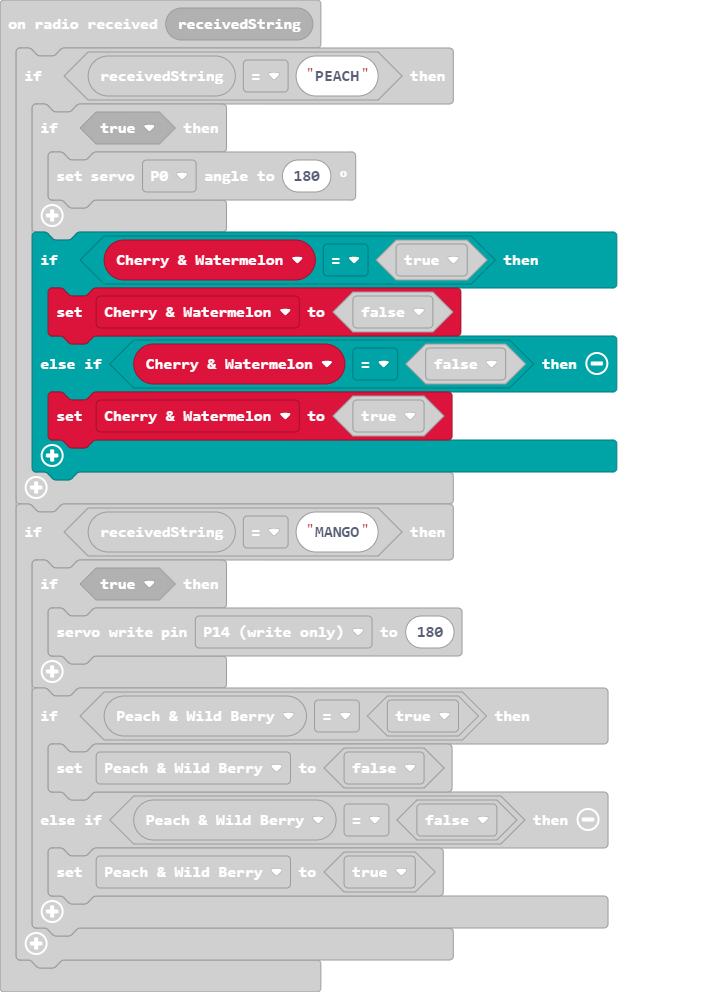 on radio received receivedString
if receivedString = "PEACH" then
if true then
set servo P0 angle to 180 °
if Cherry & Watermelon = true then
set Cherry & Watermelon to false
else if Cherry & Watermelon = false then
set Cherry & Watermelon to true
if receivedString = "MANGO" then
if true then
servo write pin P14 (write only) to 180
if Peach & Wild Berry = true then
set Peach & Wild Berry to false
else if Peach & Wild Berry = false then
set Peach & Wild Berry to true